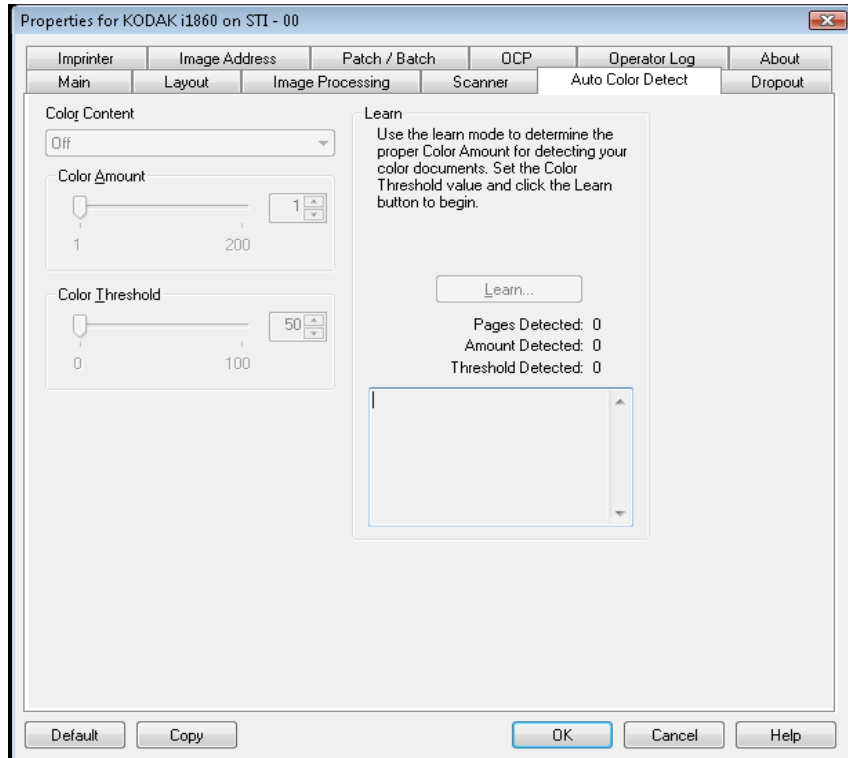 Properties for KODAK i1860 on STI - 00
Imprinter Image Address Patch / Batch OCP Operator Log About
Main Layout Image Processing Scanner Auto Color Detect Dropout
Color Content
Off
Color Amount
1
1 200
Color Threshold
50
0 100
Learn
Use the learn mode to determine the
proper Color Amount for detecting your
color documents. Set the Color
Threshold value and click the Learn
button to begin.
Learn...
Pages Detected: 0
Amount Detected: 0
Threshold Detected: 0
Default Copy OK Cancel Help